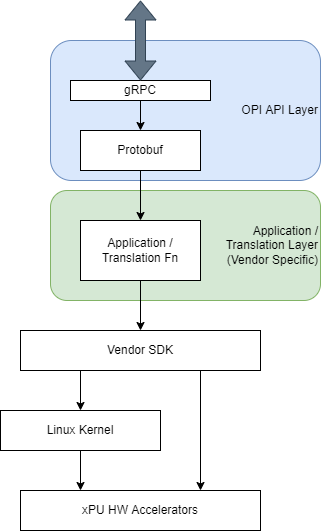 gRPC
OPI API Layer
Protobuf
Application /
Translation Fn
Application /
Translation Layer
(Vendor Specific)
Vendor SDK
Linux Kernel
xPU HW Accelerators